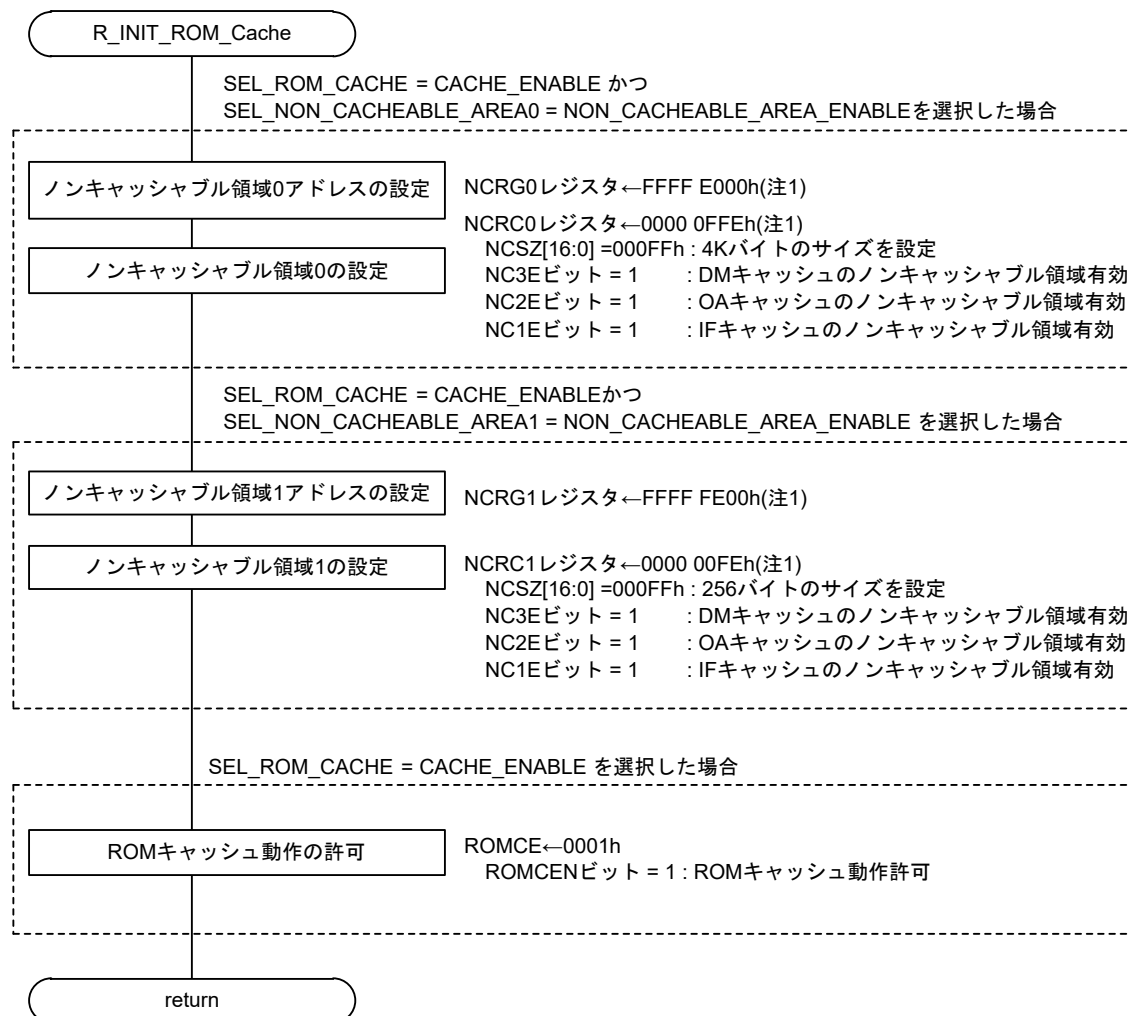 R_INIT_ROM_Cache
SEL_ROM_CACHE = CACHE_ENABLE かつ
SEL_NON_CACHEABLE_AREA0 = NON_CACHEABLE_AREA_ENABLEを選択した場合
ノンキャッシャブル領域0アドレスの設定
NCRG0レジスタ←FFFF E000h(注1)
NCRC0レジスタ←0000 0FFEh(注1)
NCSZ[16:0] =000FFh : 4Kバイトのサイズを設定
ノンキャッシャブル領域0の設定
NC3Eビット = 1 : DMキャッシュのノンキャッシャブル領域有効
NC2Eビット = 1 : OAキャッシュのノンキャッシャブル領域有効
NC1Eビット = 1 : IFキャッシュのノンキャッシャブル領域有効
SEL_ROM_CACHE = CACHE_ENABLEかつ
SEL_NON_CACHEABLE_AREA1 = NON_CACHEABLE_AREA_ENABLE を選択した場合
ノンキャッシャブル領域1アドレスの設定
NCRG1レジスタ←FFFF FE00h(注1)
ノンキャッシャブル領域1の設定
NCRC1レジスタ←0000 00FEh(注1)
NCSZ[16:0] =000FFh : 256バイトのサイズを設定
NC3Eビット = 1 : DMキャッシュのノンキャッシャブル領域有効
NC2Eビット = 1 : OAキャッシュのノンキャッシャブル領域有効
NC1Eビット = 1 : IFキャッシュのノンキャッシャブル領域有効
SEL_ROM_CACHE = CACHE_ENABLE を選択した場合
ROMキャッシュ動作の許可
ROMCE←0001h
ROMCENビット = 1 : ROMキャッシュ動作許可
return